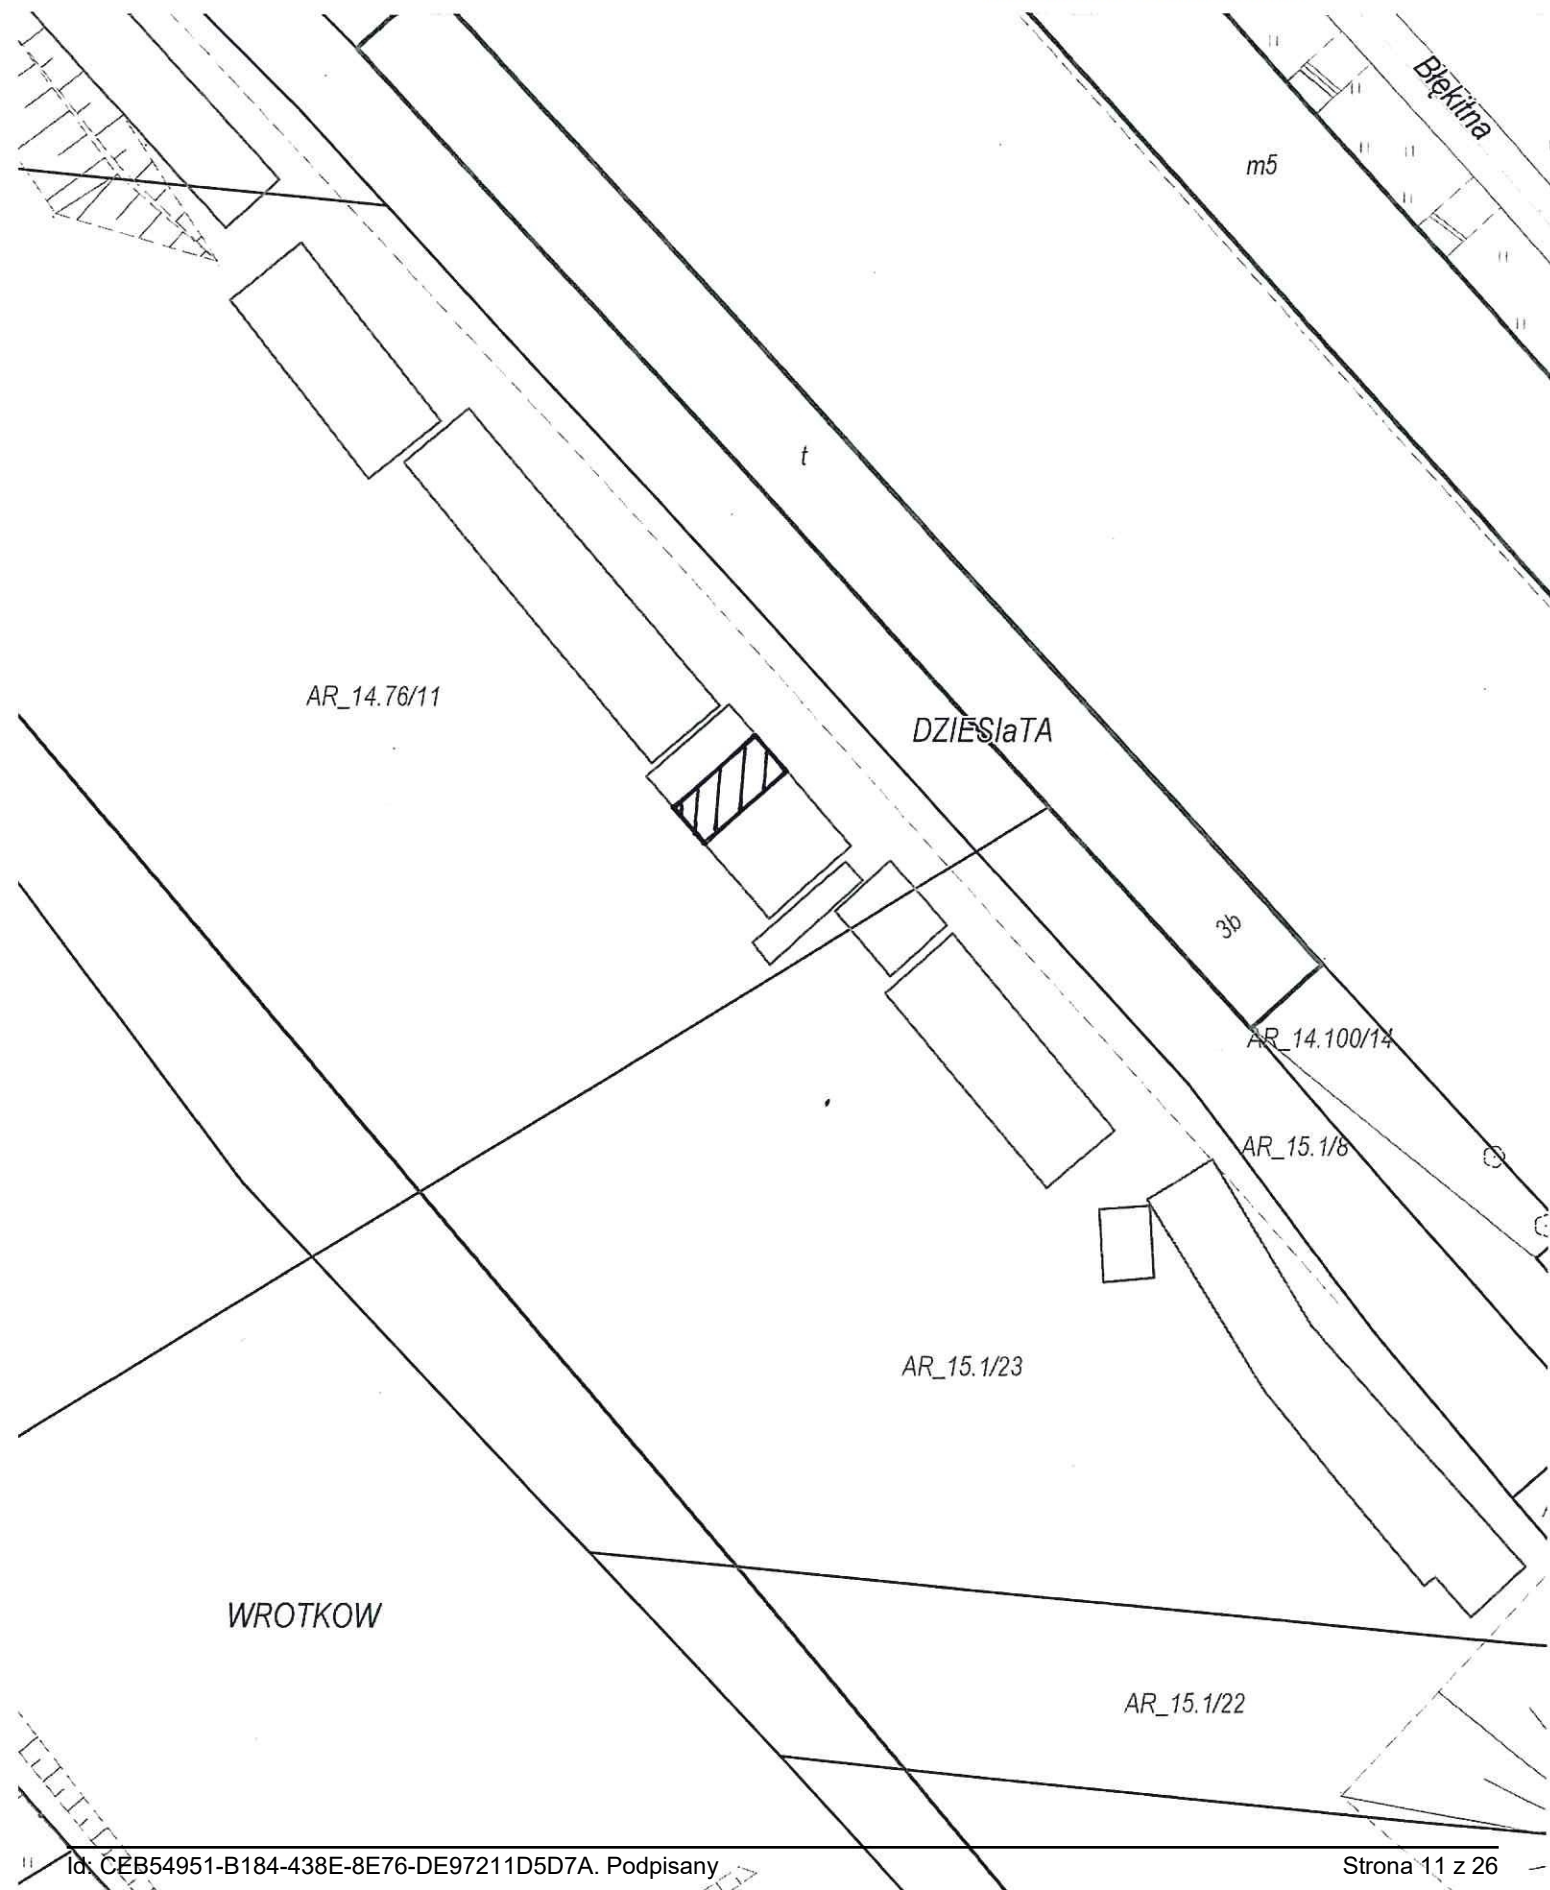 Błękitna
m5
t
AR_14.76/11
DZIESIaTA
3b
AR_14.100/14
AR_15.1/8
AR_15.1/23
WROTKOW
AR_15.1/22
Id: CEB54951-B184-438E-8E76-DE97211D5D7A. Podpisany
Strona 11 z 26